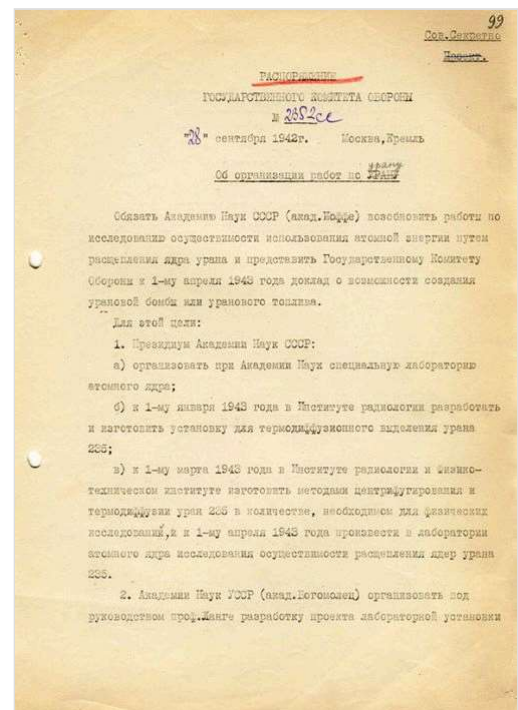 99
Сов.Секретно
Проект.
РАСПОРЯЖЕНИЕ
ГОСУДАРСТВЕННОГО КОМИТЕТА ОБОРОНЫ
№ 2352сс
"28" сентября 1942г. Москва,Кремль
урану
Об организации работ по УРАНУ
Обязать Академию Наук СССР (акад.Иоффе) возобновить работы по
исследованию осуществимости использования атомной энергии путем
расщепления ядра урана и представить Государственному Комитету
Обороны к 1-му апреля 1943 года доклад о возможности создания
урановой бомбы или уранового топлива.
Для этой цели:
1. Президиум Академии Наук СССР:
а) организовать при Академии Наук специальную лабораторию
атомного ядра;
б) к 1-му января 1943 года в Институте радиологии разработать
и изготовить установку для термодиффузионного выделения урана
235;
в) к 1-му марта 1943 года в Институте радиологии и Физико-
техническом институте изготовить методами центрифугирования и
термодиффузии уран 235 в количестве, необходимом для физических
исследований,и к 1-му апреля 1943 года произвести в лаборатории
атомного ядра исследования осуществимости расщепления ядер урана
235.
2. Академии Наук УССР (акад.Богомолец) организовать под
руководством проф.Ланге разработку проекта лабораторной установки